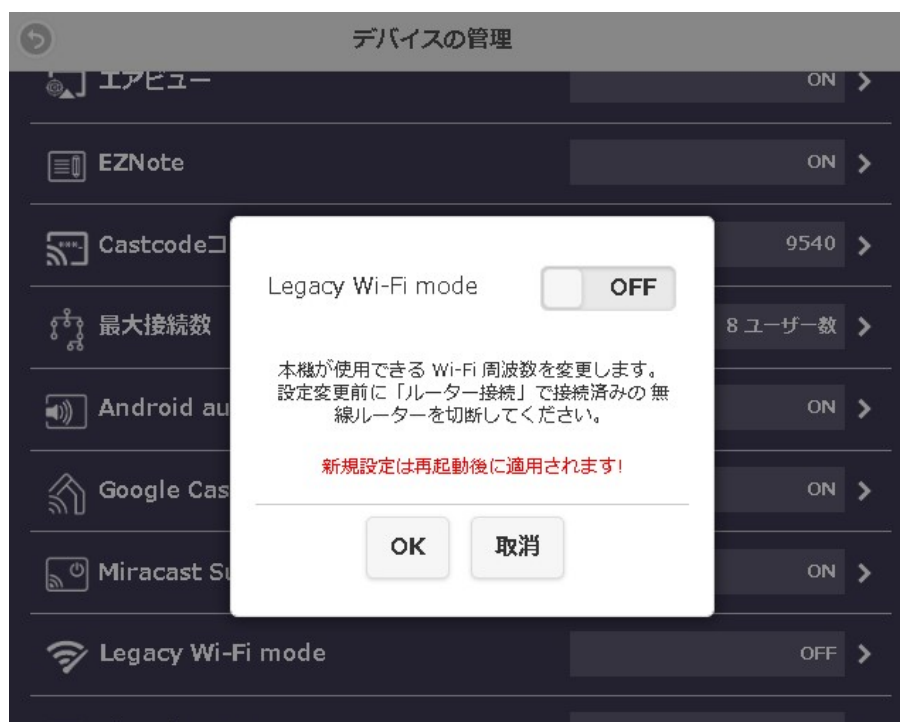 デバイスの管理
エアビュー ON
EZNote ON
Castcodeコ 9540
最大接続数 8 ユーザー数
Android au ON
Google Cas ON
Miracast Su ON
Legacy Wi-Fi mode OFF
Legacy Wi-Fi mode OFF
本機が使用できる Wi-Fi 周波数を変更します。
設定変更前に「ルーター接続」で接続済みの 無
線ルーターを切断してください。
新規設定は再起動後に適用されます!
OK 取消